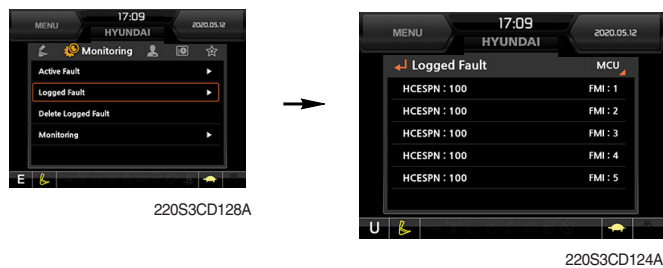 17:09
MENU
2020.05.12
HYUNDAI
Monitoring
Active Fault
Logged Fault
Delete Logged Fault
Monitoring
E
220S3CD128A
17:09
MENU
2020.05.12
HYUNDAI
Logged Fault MCU
HCESPN : 100 FMI : 1
HCESPN : 100 FMI : 2
HCESPN : 100 FMI : 3
HCESPN : 100 FMI : 4
HCESPN : 100 FMI : 5
U
220S3CD124A